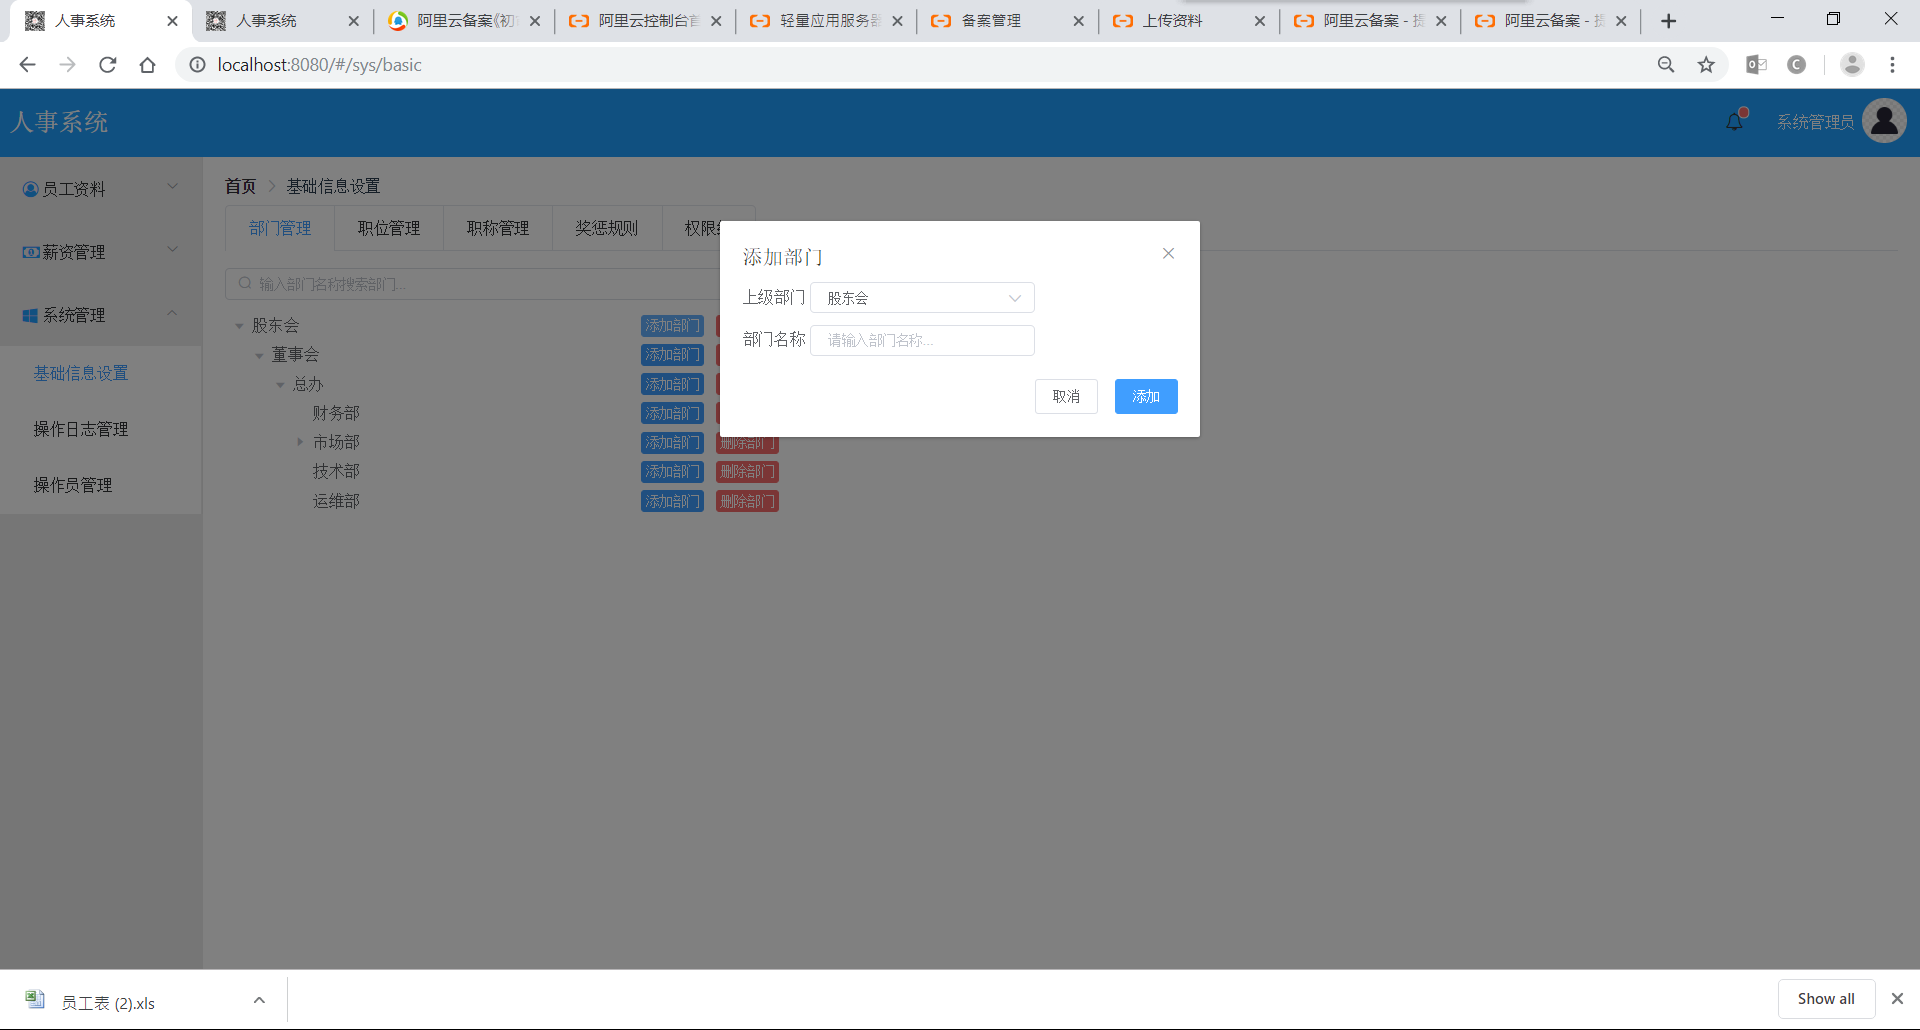 人事系统
人事系统
阿里云备案《初
阿里云控制台首
轻量应用服务器
备案管理
上传资料
阿里云备案 - 提
阿里云备案 - 提
localhost:8080/#/sys/basic
人事系统
系统管理员
员工资料
薪资管理
系统管理
基础信息设置
操作日志管理
操作员管理
首页 基础信息设置
部门管理 职位管理 职称管理 奖惩规则 权限
输入部门名称搜索部门...
股东会 添加部门
董事会 添加部门
总办 添加部门
财务部 添加部门
市场部 添加部门 删除部门
技术部 添加部门 删除部门
运维部 添加部门 删除部门
添加部门
上级部门 股东会
部门名称 请输入部门名称...
取消 添加
员工表 (2).xls
Show all